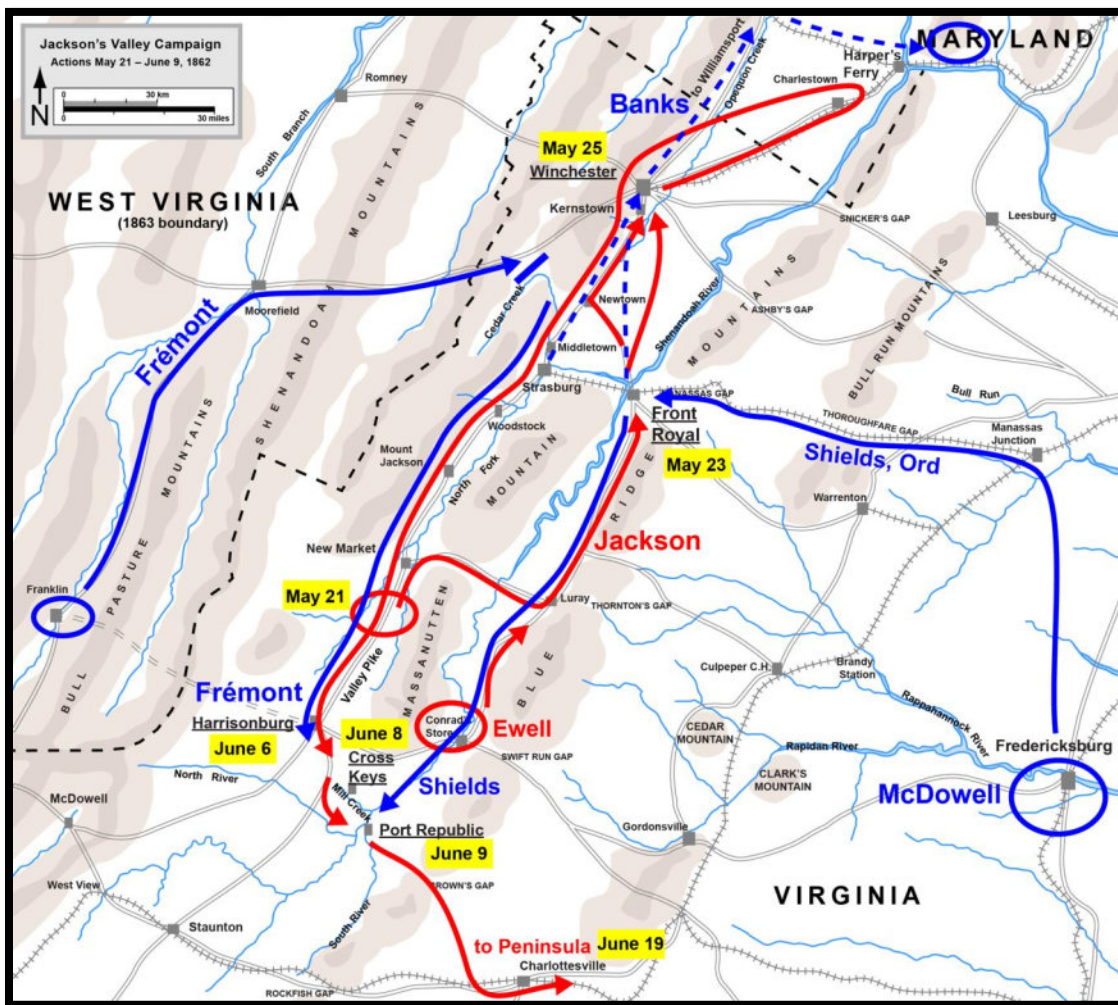 Jackson's Valley Campaign
Actions May 21 – June 9, 1862
N
0 30 km
0 30 miles
MARYLAND
Harper's
Ferry
Charlestown
to Williamsport
Opequon Creek
Romney
South Branch
Banks
May 25
Winchester
Kernstown
WEST VIRGINIA
(1863 boundary)
SHENANDOAH MOUNTAINS
SNICKER'S GAP
Leesburg
Moorefield
Frémont
Cedar Creek
Newtown
Shenandoah River
MOUNTAINS
ASHBY'S GAP
BULL RUN MOUNTAINS
Middletown
Strasburg
MANASSAS GAP
Bull Run
Woodstock
Front
Royal
May 23
THOROUGHFARE GAP
Manassas
Junction
Shields, Ord
Mount
Jackson
North Fork
MOUNTAIN
RIDGE
Warrenton
Jackson
New Market
Franklin
BULL PASTURE MOUNTAINS
May 21
Luray
THORNTON'S GAP
MASSANUTTEN
BLUE
Culpeper C.H.
Brandy
Station
Rappahannock River
Valley Pike
Frémont
Harrisonburg
June 6
June 8
Cross
Keys
Conrad's
Store
Ewell
SWIFT RUN GAP
CEDAR
MOUNTAIN
Rapidan River
CLARK'S
MOUNTAIN
Fredericksburg
McDowell
North River
Shields
McDowell
Mill Creek
Port Republic
June 9
Gordonsville
BROWN'S GAP
VIRGINIA
West View
Staunton
South River
to Peninsula
June 19
Charlottesville
ROCKFISH GAP